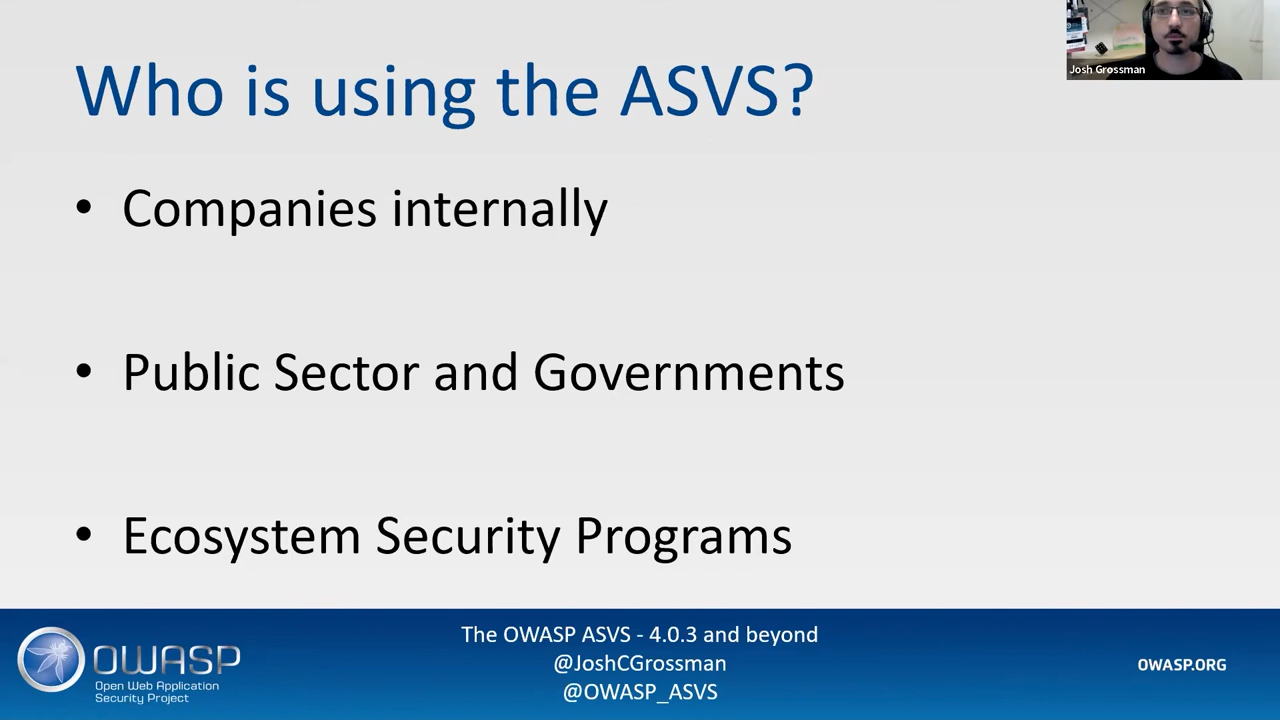 Josh Grossman
Who is using the ASVS?
• Companies internally
• Public Sector and Governments
• Ecosystem Security Programs
OWASP
Open Web Application
Security Project
The OWASP ASVS - 4.0.3 and beyond
@JoshCGrossman
@OWASP_ASVS
OWASP.ORG